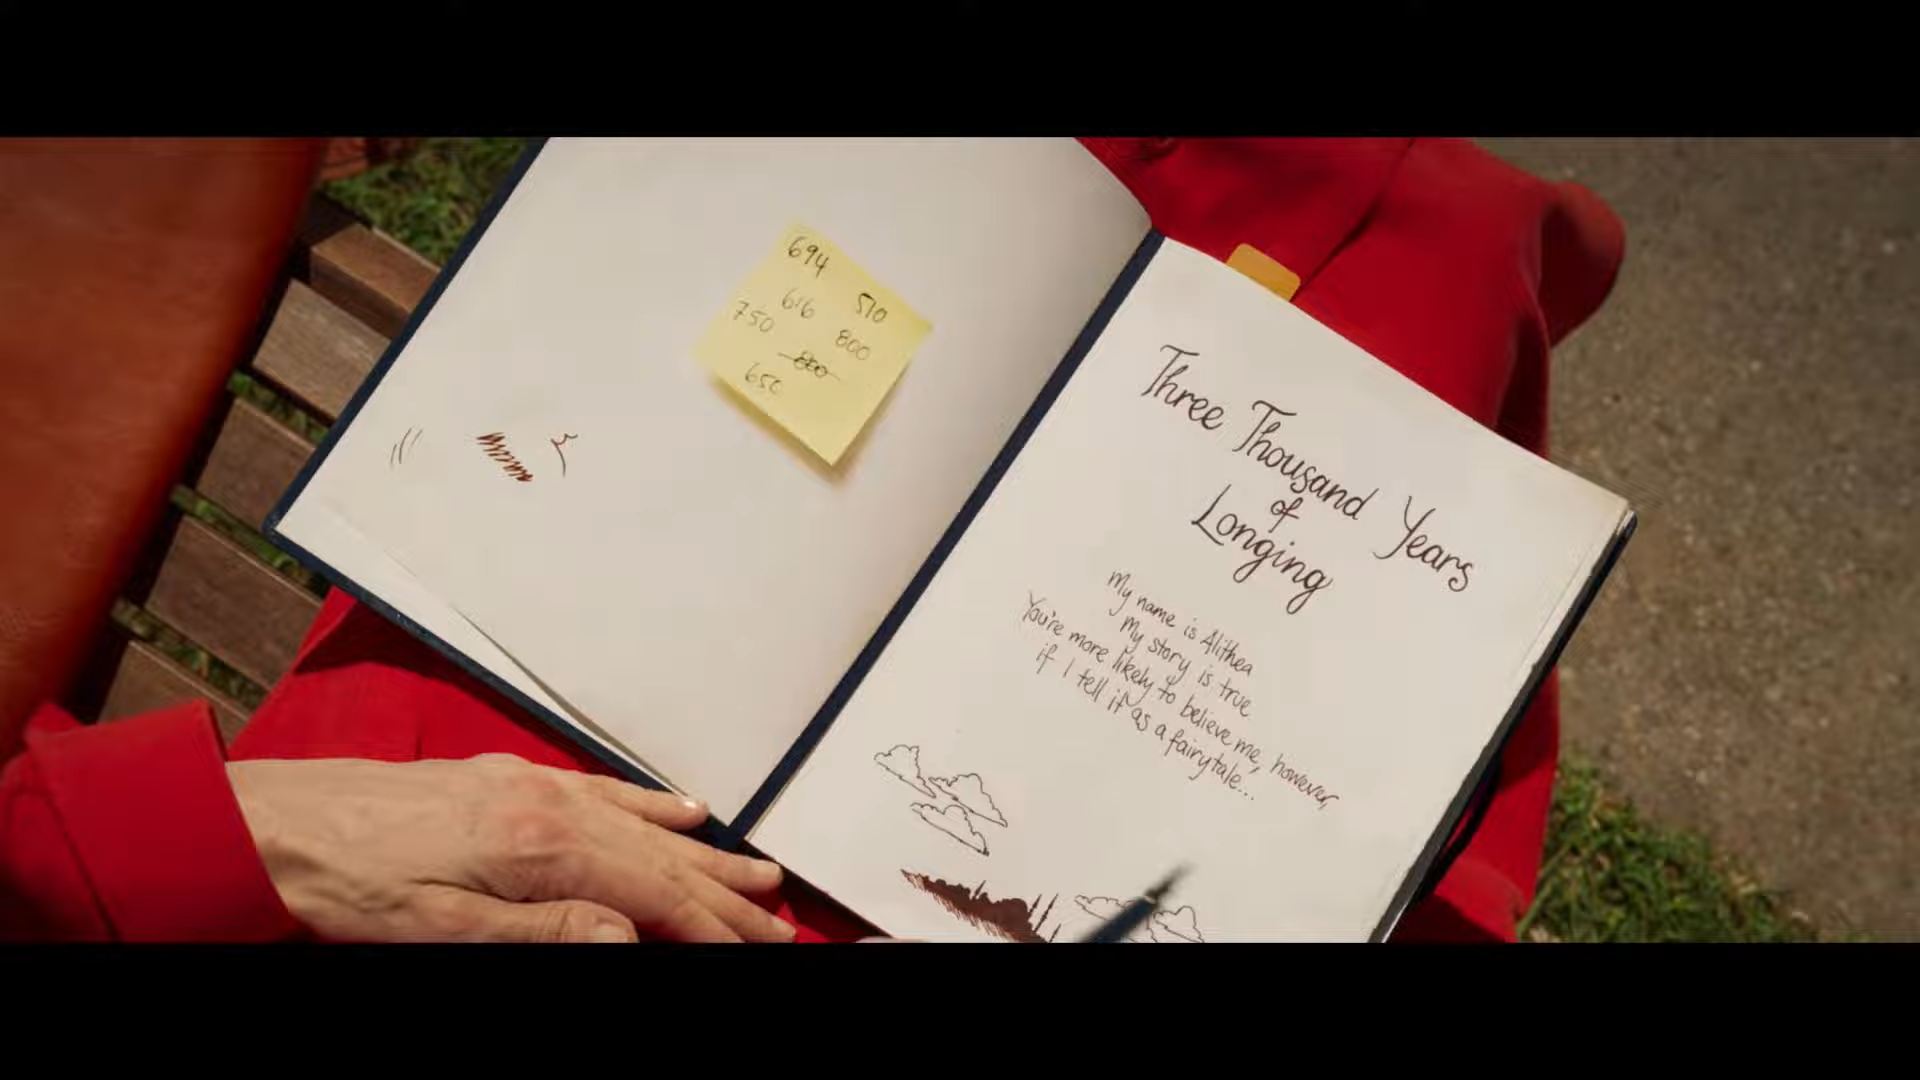 694
616 510
750 800
800
650
Three Thousand Years
of
Longing
My name is Alithea
My story is true
You're more likely to believe me, however,
if I tell it as a fairytale...